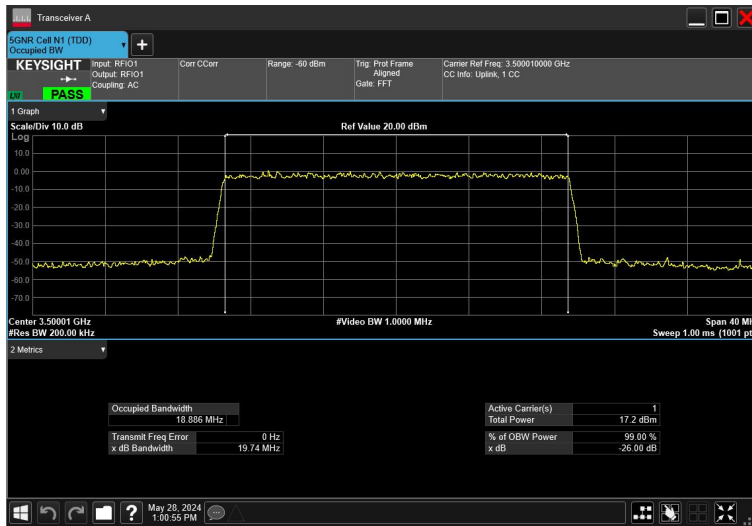 Transceiver A
5GNR Cell N1 (TDD)
Occupied BW
+
KEYSIGHT
LXI
PASS
Input: RFIO1
Output: RFIO1
Coupling: AC
Corr CCorr
Range: -60 dBm
Trig: Prot Frame
Aligned
Gate: FFT
Carrier Ref Freq: 3.500010000 GHz
CC Info: Uplink, 1 CC
1 Graph
Scale/Div 10.0 dB
Ref Value 20.00 dBm
Log
10.0
0.00
-10.0
-20.0
-30.0
-40.0
-50.0
-60.0
-70.0
Center 3.50001 GHz
#Video BW 1.0000 MHz
Span 40 MH
#Res BW 200.00 kHz
Sweep 1.00 ms (1001 pt
2 Metrics
Occupied Bandwidth
18.886 MHz
Transmit Freq Error 0 Hz
x dB Bandwidth 19.74 MHz
Active Carrier(s) 1
Total Power 17.2 dBm
% of OBW Power 99.00 %
x dB -26.00 dB
?
May 28, 2024
1:00:55 PM